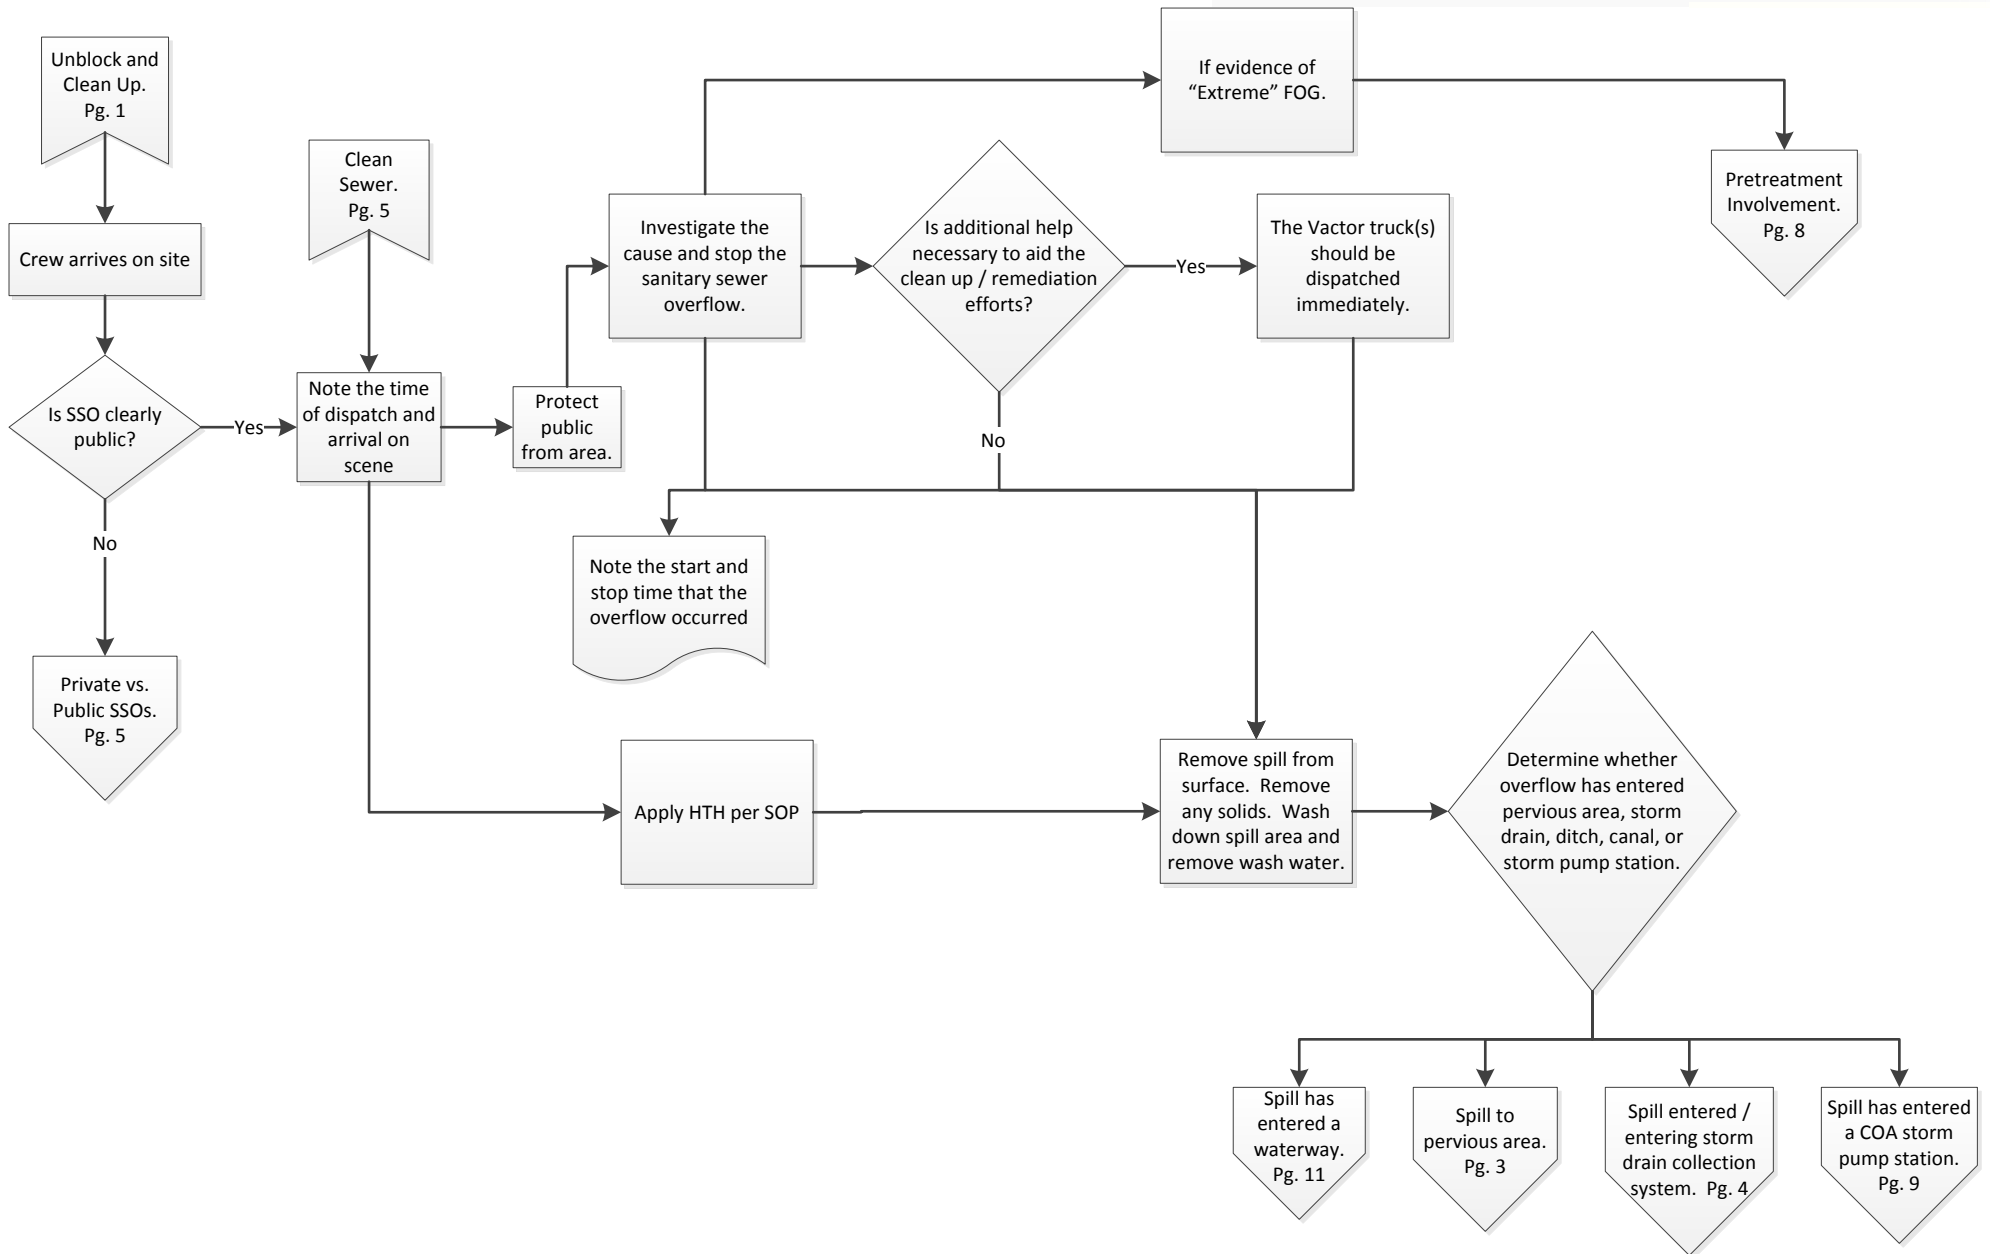 Unblock and
Clean Up.
Pg. 1
Crew arrives on site
Is SSO clearly
public?
Yes
No
Private vs.
Public SSOs.
Pg. 5
Clean
Sewer.
Pg. 5
Note the time
of dispatch and
arrival on
scene
Protect
public
from area.
Investigate the
cause and stop the
sanitary sewer
overflow.
If evidence of
“Extreme” FOG.
Pretreatment
Involvement.
Pg. 8
Is additional help
necessary to aid the
clean up / remediation
efforts?
Yes
No
The Vactor truck(s)
should be
dispatched
immediately.
Note the start and
stop time that the
overflow occurred
Apply HTH per SOP
Remove spill from
surface. Remove
any solids. Wash
down spill area and
remove wash water.
Determine whether
overflow has entered
pervious area, storm
drain, ditch, canal, or
storm pump station.
Spill has
entered a
waterway.
Pg. 11
Spill to
pervious area.
Pg. 3
Spill entered /
entering storm
drain collection
system. Pg. 4
Spill has entered
a COA storm
pump station.
Pg. 9